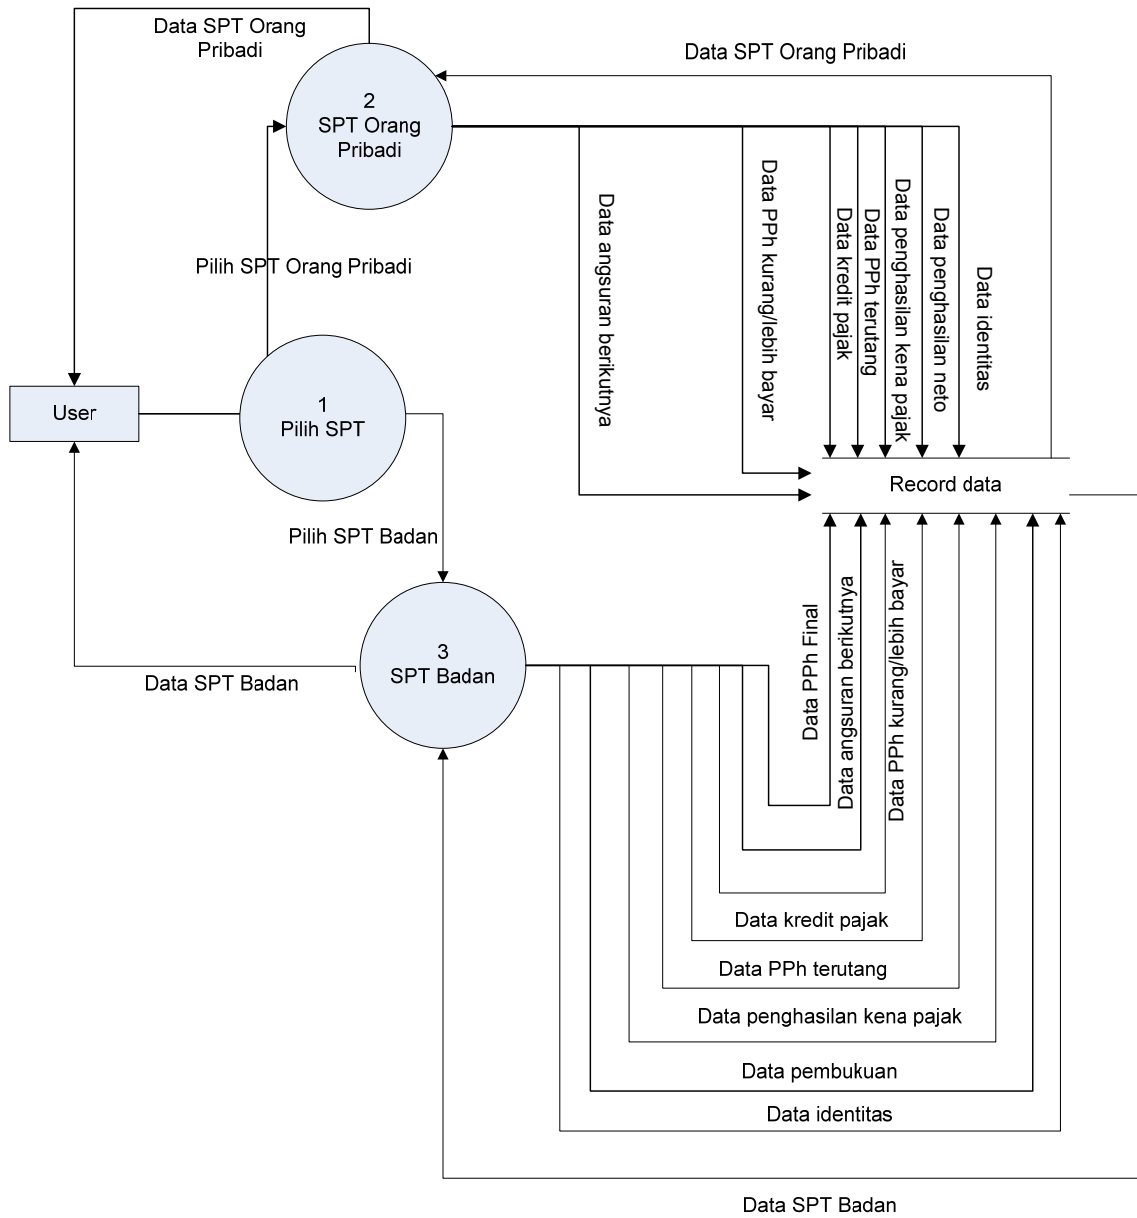 Data SPT Orang
Pribadi
Data SPT Orang Pribadi
2
SPT Orang
Pribadi
Data angsuran berikutnya
Data PPh kurang/lebih bayar
Data kredit pajak
Data PPh terutang
Data penghasilan kena pajak
Data penghasilan neto
Data identitas
Pilih SPT Orang Pribadi
User
1
Pilih SPT
Record data
Pilih SPT Badan
3
SPT Badan
Data SPT Badan
Data PPh Final
Data angsuran berikutnya
Data PPh kurang/lebih bayar
Data kredit pajak
Data PPh terutang
Data penghasilan kena pajak
Data pembukuan
Data identitas
Data SPT Badan